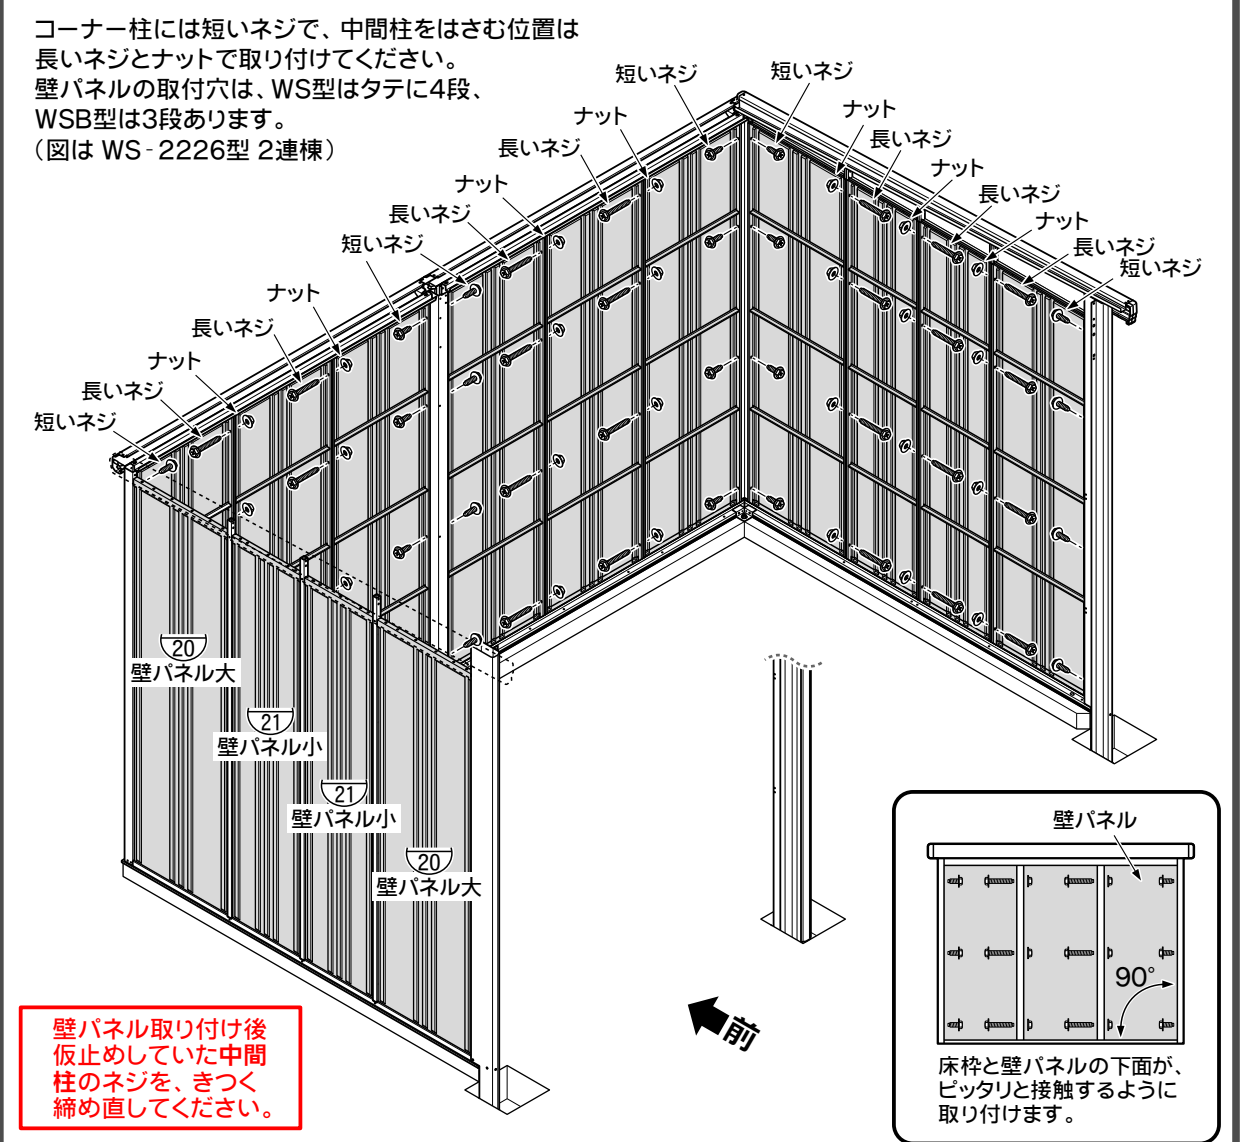 コーナー柱には短いネジで、中間柱をはさむ位置は
長いネジとナットで取り付けてください。
壁パネルの取付穴は、WS型はタテに4段、
WSB型は3段あります。
（図は WS-2226型 2連棟）
短いネジ
短いネジ
ナット
ナット
長いネジ
長いネジ
ナット
ナット
長いネジ
長いネジ
ナット
短いネジ
長いネジ
短いネジ
ナット
長いネジ
ナット
長いネジ
短いネジ
20
壁パネル大
21
壁パネル小
21
壁パネル小
20
壁パネル大
前
壁パネル
90°
床枠と壁パネルの下面が、
ピッタリと接触するように
取り付けます。
壁パネル取り付け後
仮止めしていた中間
柱のネジを、きつく
締め直してください。